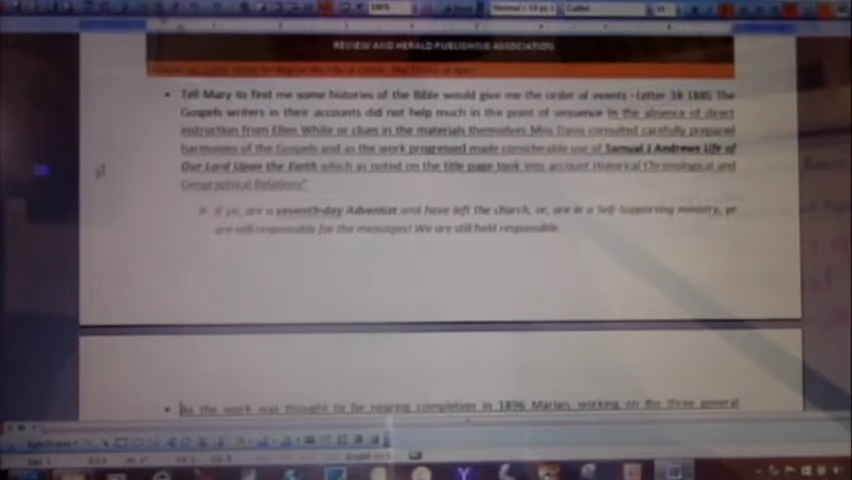 REVIEW AND HERALD PUBLISHING ASSOCIATION
• Tell Mary to find me some histories of the Bible would give me the order of events –Letter 38 1885 The
Gospels writers in their accounts did not help much in the point of sequence In the absence of direct
instruction from Ellen White or clues in the materials themselves Miss Davis consulted carefully prepared
harmonies of the Gospels and as the work progressed made considerable use of Samual J Andrews Life of
Our Lord Upon the Earth which as noted on the title page took into account Historical Chronological and
Geographical Relations"
If ye, are a seventh-day Adventist and have left the church, or, are in a Self-Supporting ministry, ye
are still responsible for the messages! We are still held responsible.
• As the work was thought to be nearing completion in 1896 Marian, working on the three general